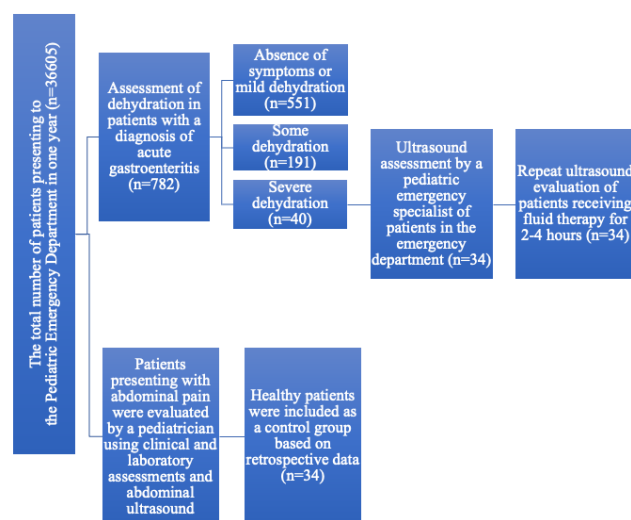 The total number of patients presenting to
the Pediatric Emergency Department in one year (n=36605)
Assessment of
dehydration in
patients with a
diagnosis of
acute
gastroenteritis
(n=782)
Absence of
symptoms or
mild dehydration
(n=551)
Some
dehydration
(n=191)
Severe
dehydration
(n=40)
Ultrasound
assessment by a
pediatric
emergency
specialist of
patients in the
emergency
department (n=34)
Repeat ultrasound
evaluation of
patients receiving
fluid therapy for
2-4 hours (n=34)
Patients
presenting with
abdominal pain
were evaluated
by a pediatrician
using clinical and
laboratory
assessments and
abdominal
ultrasound
Healthy patients
were included as
a control group
based on
retrospective data
(n=34)